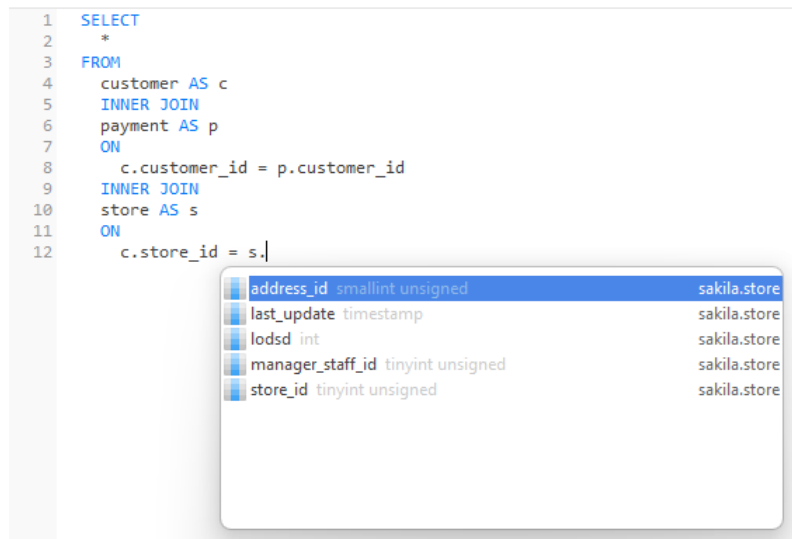 1 SELECT
2 *
3 FROM
4 customer AS c
5 INNER JOIN
6 payment AS p
7 ON
8 c.customer_id = p.customer_id
9 INNER JOIN
10 store AS s
11 ON
12 c.store_id = s.
address_id smallint unsigned sakila.store
last_update timestamp sakila.store
lodsd int sakila.store
manager_staff_id tinyint unsigned sakila.store
store_id tinyint unsigned sakila.store